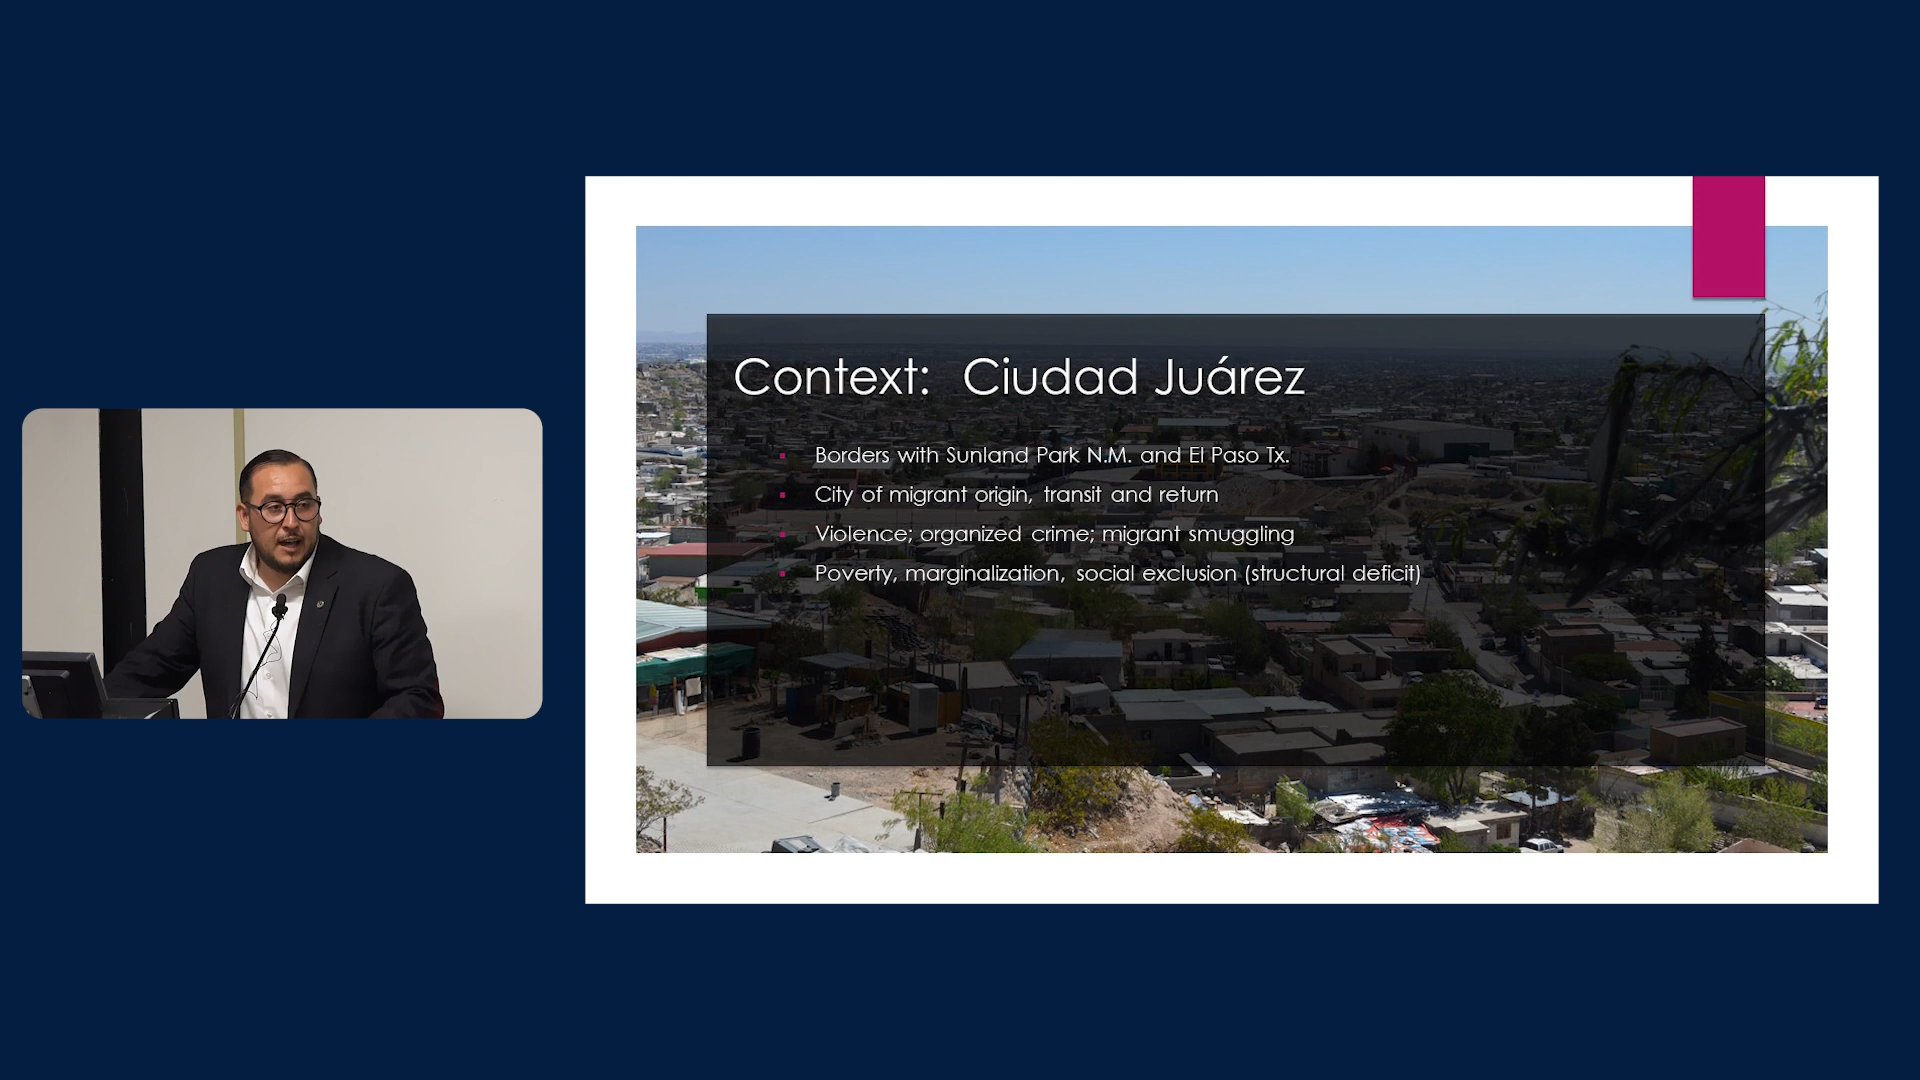 Context: Ciudad Juárez
Borders with Sunland Park N.M. and El Paso Tx.
City of migrant origin, transit and return
Violence; organized crime; migrant smuggling
Poverty, marginalization, social exclusion (structural deficit)